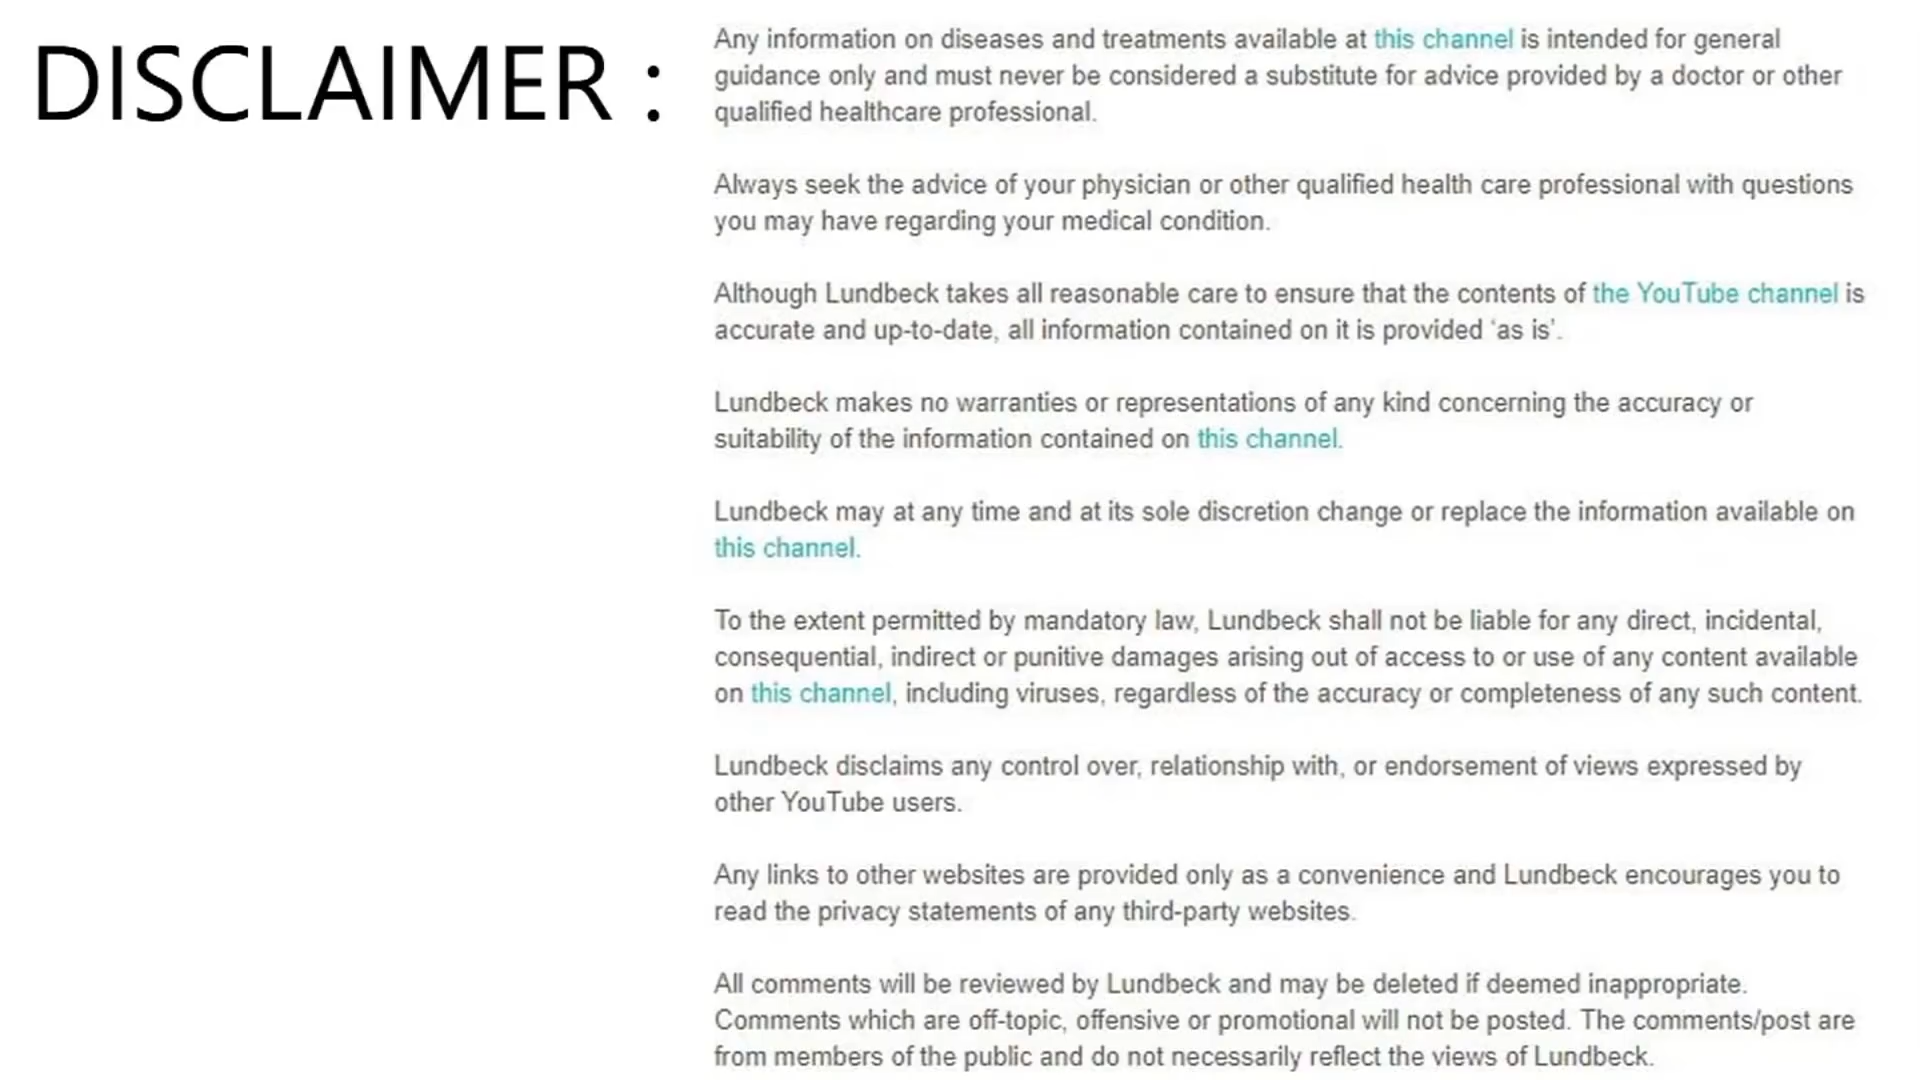 DISCLAIMER :
Any information on diseases and treatments available at this channel is intended for general
guidance only and must never be considered a substitute for advice provided by a doctor or other
qualified healthcare professional.
Always seek the advice of your physician or other qualified health care professional with questions
you may have regarding your medical condition.
Although Lundbeck takes all reasonable care to ensure that the contents of the YouTube channel is
accurate and up-to-date, all information contained on it is provided 'as is'.
Lundbeck makes no warranties or representations of any kind concerning the accuracy or
suitability of the information contained on this channel.
Lundbeck may at any time and at its sole discretion change or replace the information available on
this channel.
To the extent permitted by mandatory law, Lundbeck shall not be liable for any direct, incidental,
consequential, indirect or punitive damages arising out of access to or use of any content available
on this channel, including viruses, regardless of the accuracy or completeness of any such content.
Lundbeck disclaims any control over, relationship with, or endorsement of views expressed by
other YouTube users.
Any links to other websites are provided only as a convenience and Lundbeck encourages you to
read the privacy statements of any third-party websites.
All comments will be reviewed by Lundbeck and may be deleted if deemed inappropriate.
Comments which are off-topic, offensive or promotional will not be posted. The comments/post are
from members of the public and do not necessarily reflect the views of Lundbeck.